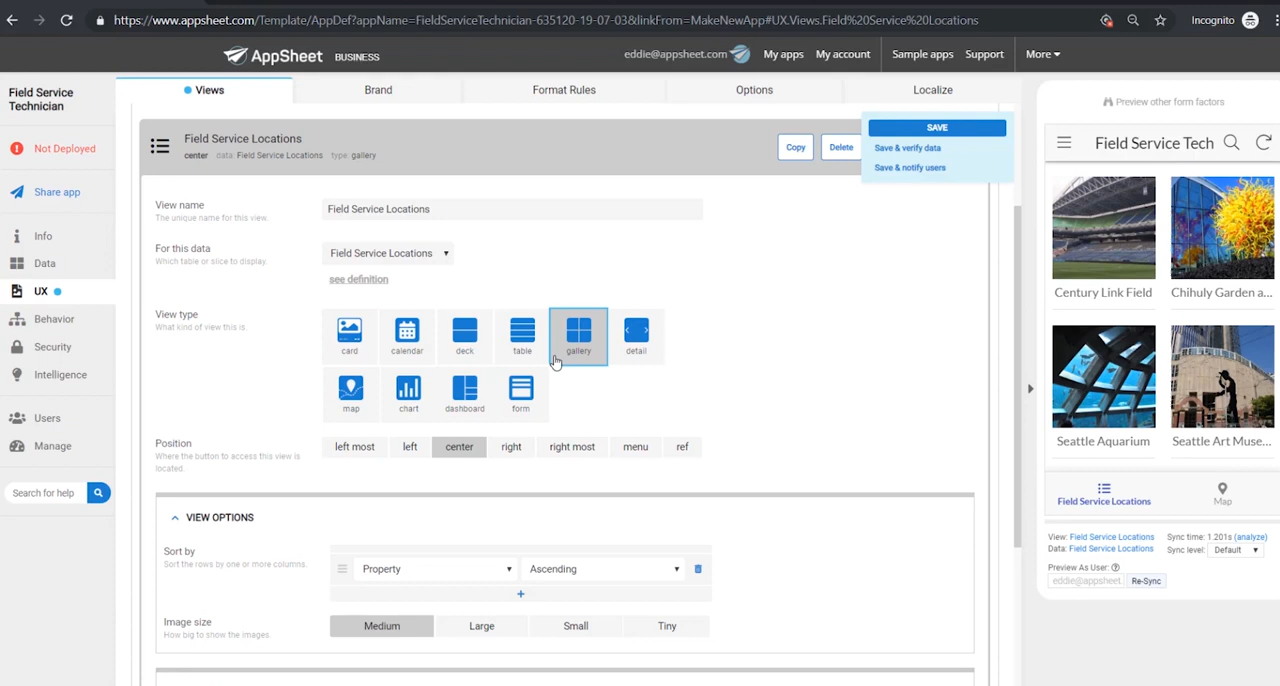 https://www.appsheet.com/Template/AppDef?appName=FieldServiceTechnician-635120-19-07-03&linkFrom=MakeNewApp#UX.Views.Field%20Service%20Locations
Incognito
AppSheet BUSINESS
eddie@appsheet.com
My apps
My account
Sample apps
Support
More
Field Service
Technician
Not Deployed
Share app
Info
Data
UX
Behavior
Security
Intelligence
Users
Manage
Search for help
Views
Brand
Format Rules
Options
Localize
Field Service Locations
center data: Field Service Locations type: gallery
Copy
Delete
SAVE
Save & verify data
Save & notify users
View name
The unique name for this view.
Field Service Locations
For this data
Which table or slice to display.
Field Service Locations
see definition
View type
What kind of view this is.
card
calendar
deck
table
gallery
detail
map
chart
dashboard
form
Position
Where the button to access this view is
located.
left most
left
center
right
right most
menu
ref
VIEW OPTIONS
Sort by
Sort the rows by one or more columns.
Property
Ascending
+
Image size
How big to show the images.
Medium
Large
Small
Tiny
Preview other form factors
Field Service Tech
Century Link Field
Chihuly Garden a...
Seattle Aquarium
Seattle Art Muse...
Field Service Locations
Map
View: Field Service Locations
Data: Field Service Locations
Sync time: 1.201s (analyze)
Sync level: Default
Preview As User:
eddie@appsheet.
Re-Sync